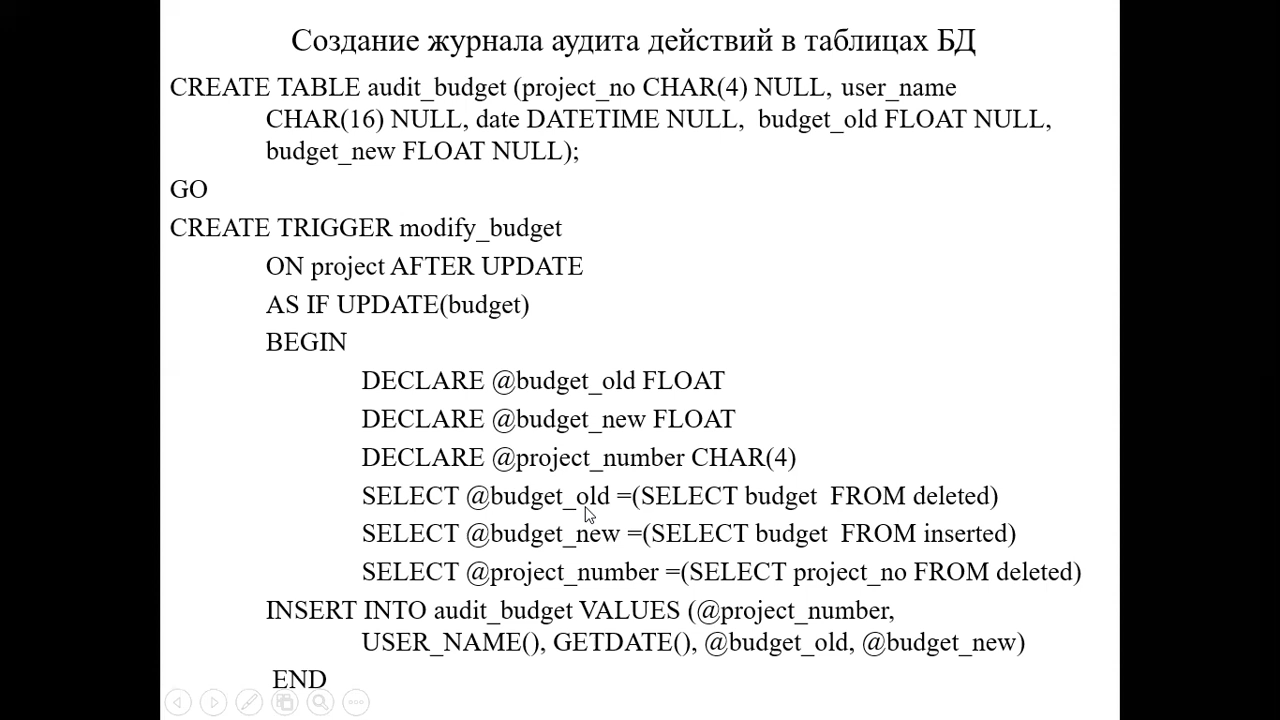 Создание журнала аудита действий в таблицах БД
CREATE TABLE audit_budget (project_no CHAR(4) NULL, user_name
CHAR(16) NULL, date DATETIME NULL,  budget_old FLOAT NULL,
budget_new FLOAT NULL);
GO
CREATE TRIGGER modify_budget
ON project AFTER UPDATE
AS IF UPDATE(budget)
BEGIN
DECLARE @budget_old FLOAT
DECLARE @budget_new FLOAT
DECLARE @project_number CHAR(4)
SELECT @budget_old =(SELECT budget  FROM deleted)
SELECT @budget_new =(SELECT budget  FROM inserted)
SELECT @project_number =(SELECT project_no FROM deleted)
INSERT INTO audit_budget VALUES (@project_number,
USER_NAME(), GETDATE(), @budget_old, @budget_new)
END